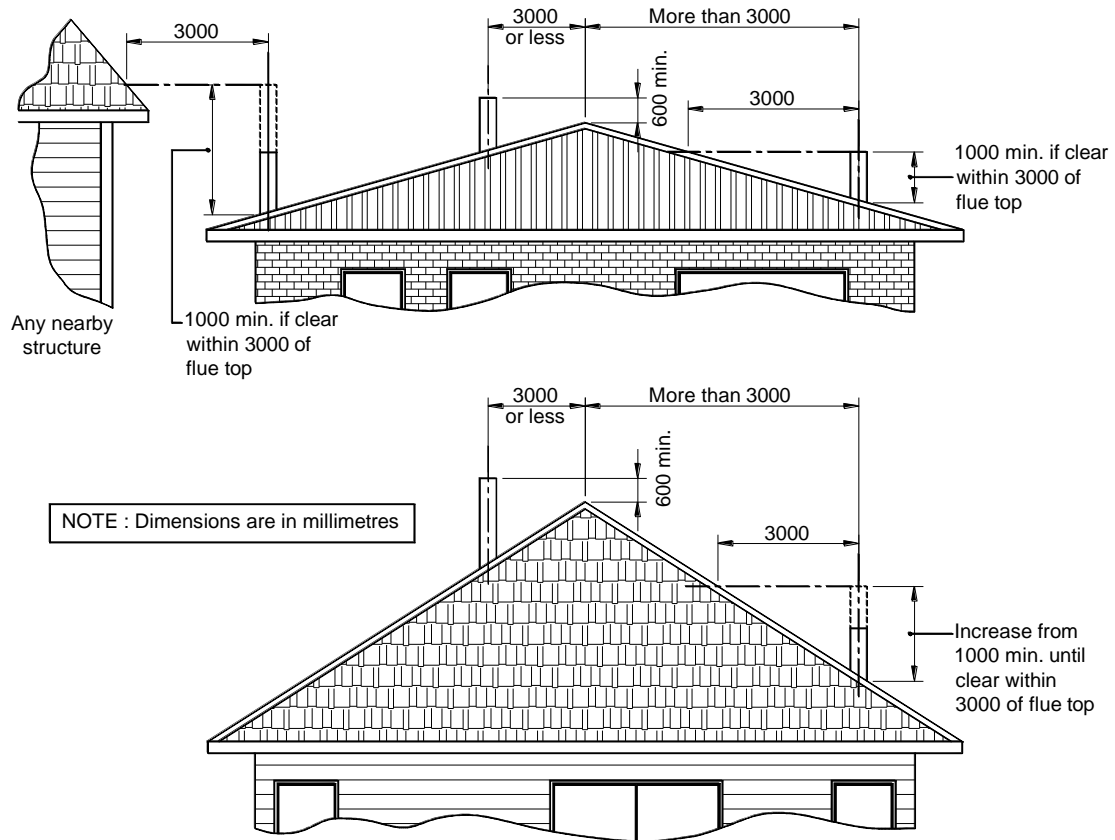 3000
3000
or less
More than 3000
600 min.
3000
1000 min. if clear
within 3000 of
flue top
Any nearby
structure
1000 min. if clear
within 3000 of
flue top
3000
or less
More than 3000
600 min.
NOTE : Dimensions are in millimetres
3000
Increase from
1000 min. until
clear within
3000 of flue top